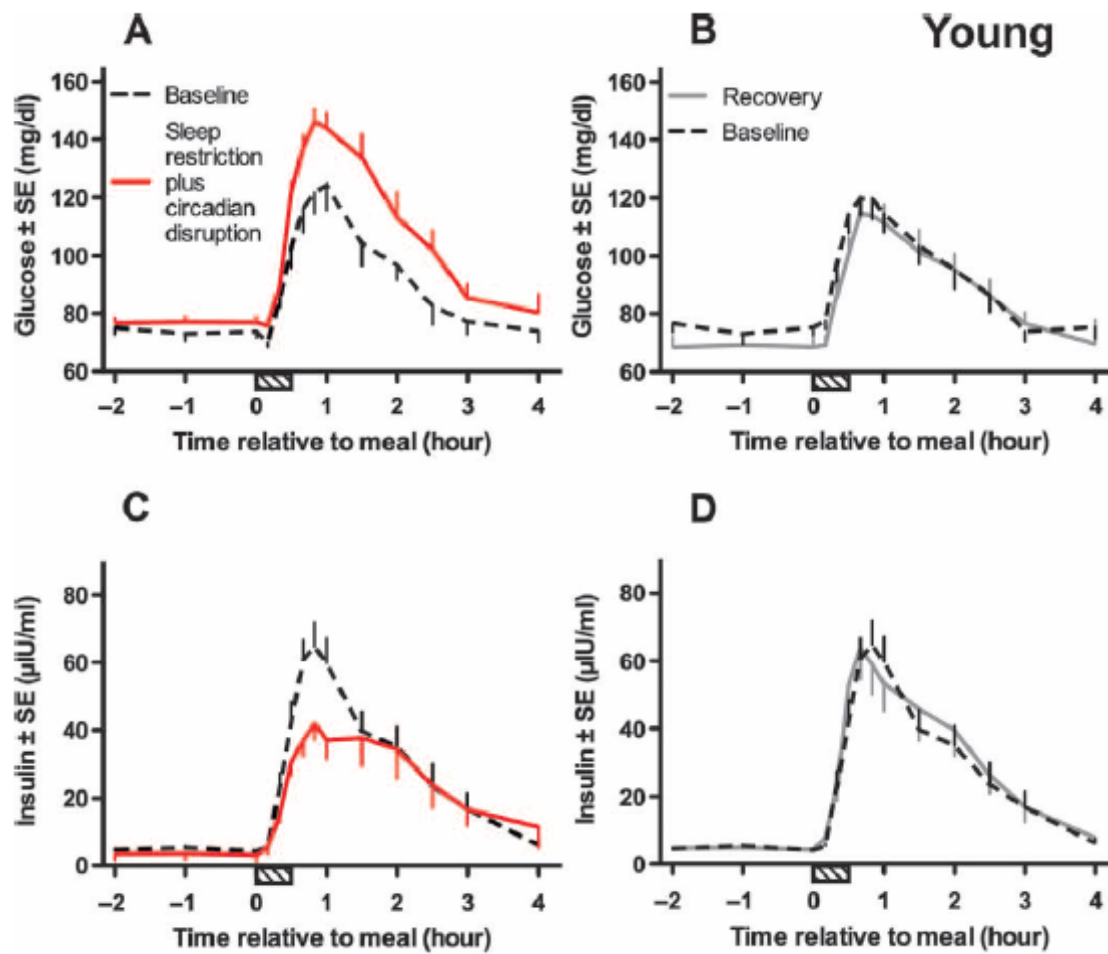 A
B
Young
Glucose ± SE (mg/dl)
160
140
120
100
80
60
Baseline
Sleep
restriction
plus
circadian
disruption
–2
–1
0
1
2
3
4
Time relative to meal (hour)
Glucose ± SE (mg/dl)
160
140
120
100
80
60
Recovery
Baseline
–2
–1
0
1
2
3
4
Time relative to meal (hour)
C
D
Insulin ± SE (µIU/ml)
80
60
40
20
0
–2
–1
0
1
2
3
4
Time relative to meal (hour)
Insulin ± SE (µIU/ml)
80
60
40
20
0
–2
–1
0
1
2
3
4
Time relative to meal (hour)